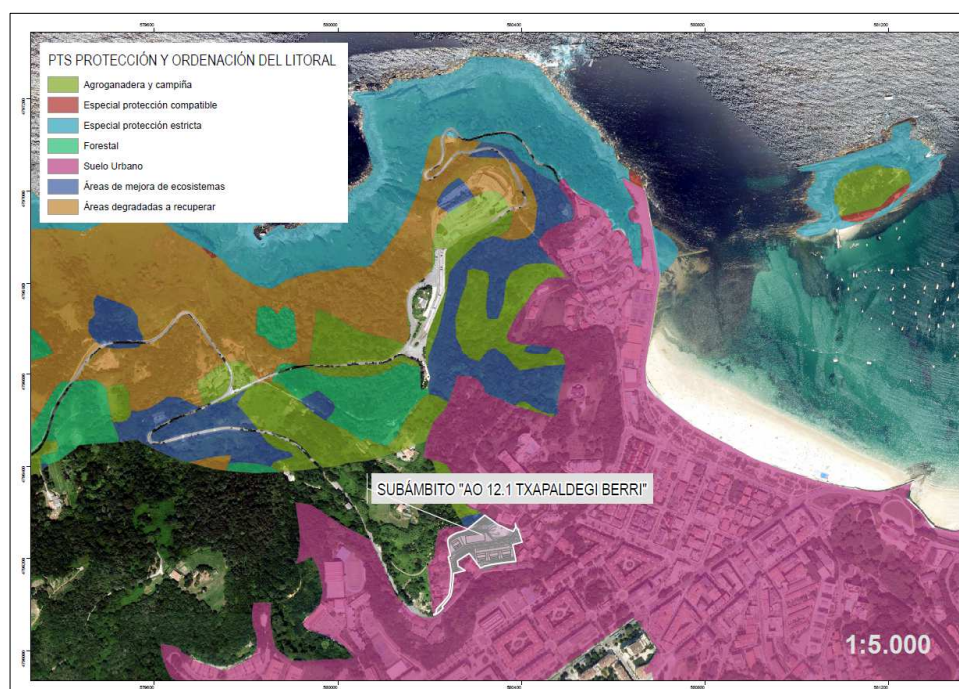 PTS PROTECCIÓN Y ORDENACIÓN DEL LITORAL
Agroganadera y campiña
Especial protección compatible
Especial protección estricta
Forestal
Suelo Urbano
Áreas de mejora de ecosistemas
Áreas degradadas a recuperar
SUBÁMBITO "AO 12.1 TXAPALDEGI BERRI"
1:5.000